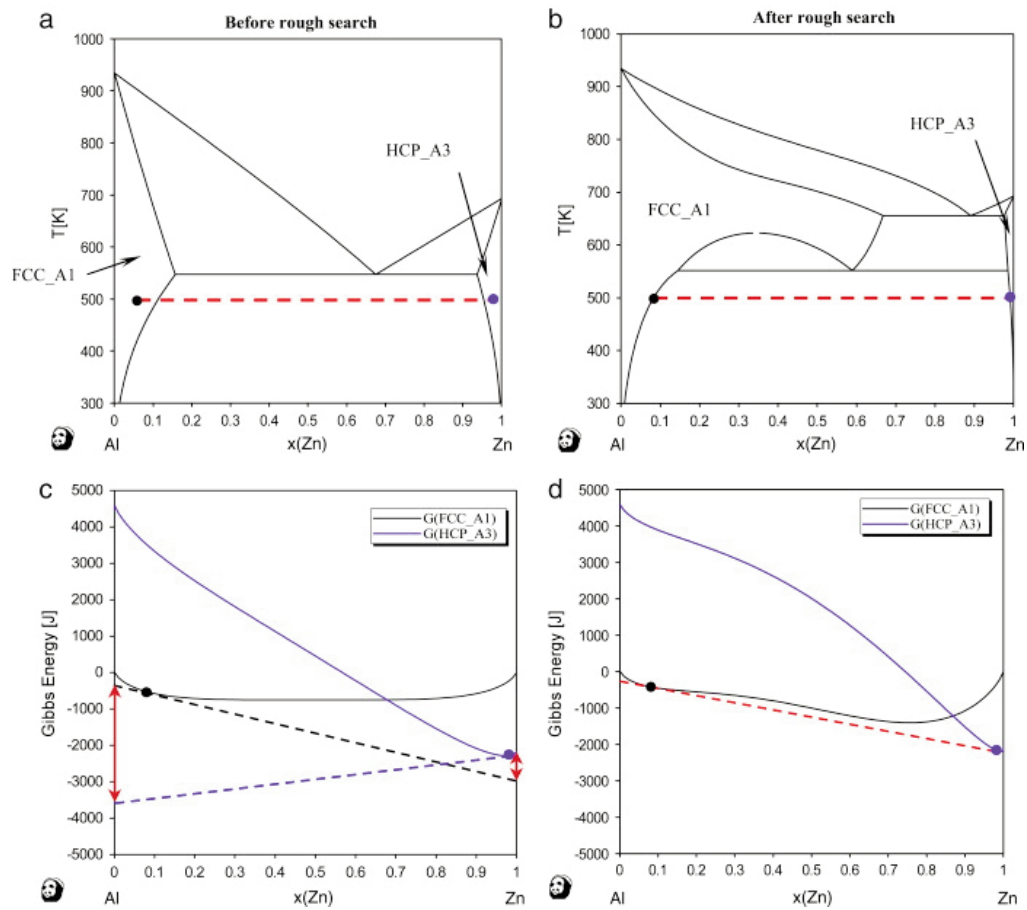 a
Before rough search
1000
900
800
700
600
500
400
300
T[K]
HCP_A3
FCC_A1
0 0.1 0.2 0.3 0.4 0.5 0.6 0.7 0.8 0.9 1
Al x(Zn) Zn
b
After rough search
1000
900
800
700
600
500
400
300
T[K]
HCP_A3
FCC_A1
0 0.1 0.2 0.3 0.4 0.5 0.6 0.7 0.8 0.9 1
Al x(Zn) Zn
c
5000
4000
3000
2000
1000
0
-1000
-2000
-3000
-4000
-5000
Gibbs Energy [J]
G(FCC_A1)
G(HCP_A3)
0 0.1 0.2 0.3 0.4 0.5 0.6 0.7 0.8 0.9 1
Al x(Zn) Zn
d
5000
4000
3000
2000
1000
0
-1000
-2000
-3000
-4000
-5000
Gibbs Energy [J]
G(FCC_A1)
G(HCP_A3)
0 0.1 0.2 0.3 0.4 0.5 0.6 0.7 0.8 0.9 1
Al x(Zn) Zn